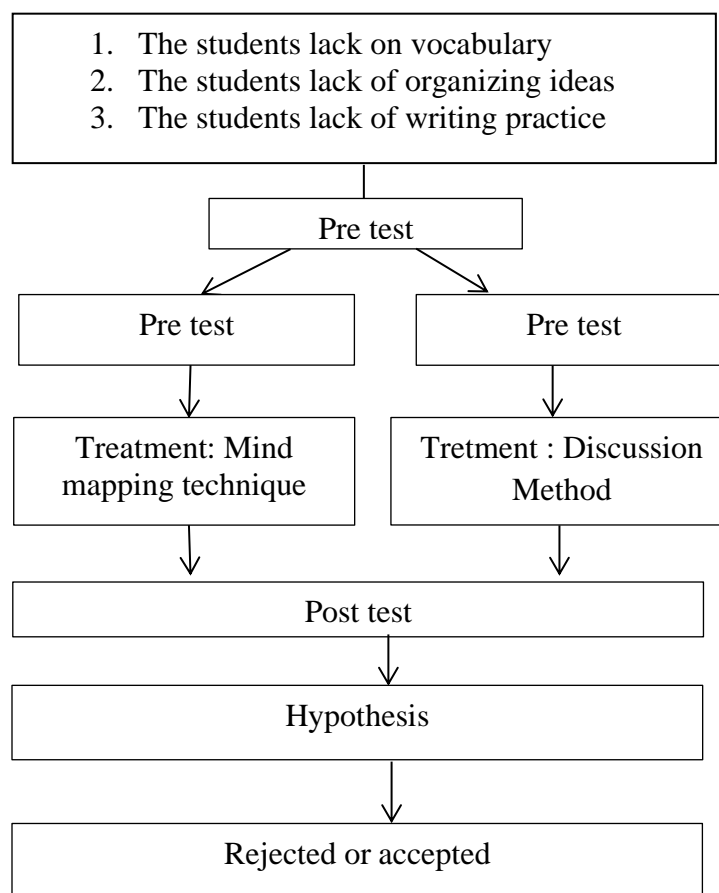 1. The students lack on vocabulary
2. The students lack of organizing ideas
3. The students lack of writing practice
Pre test
Pre test
Pre test
Treatment: Mind
mapping technique
Tretment : Discussion
Method
Post test
Hypothesis
Rejected or accepted